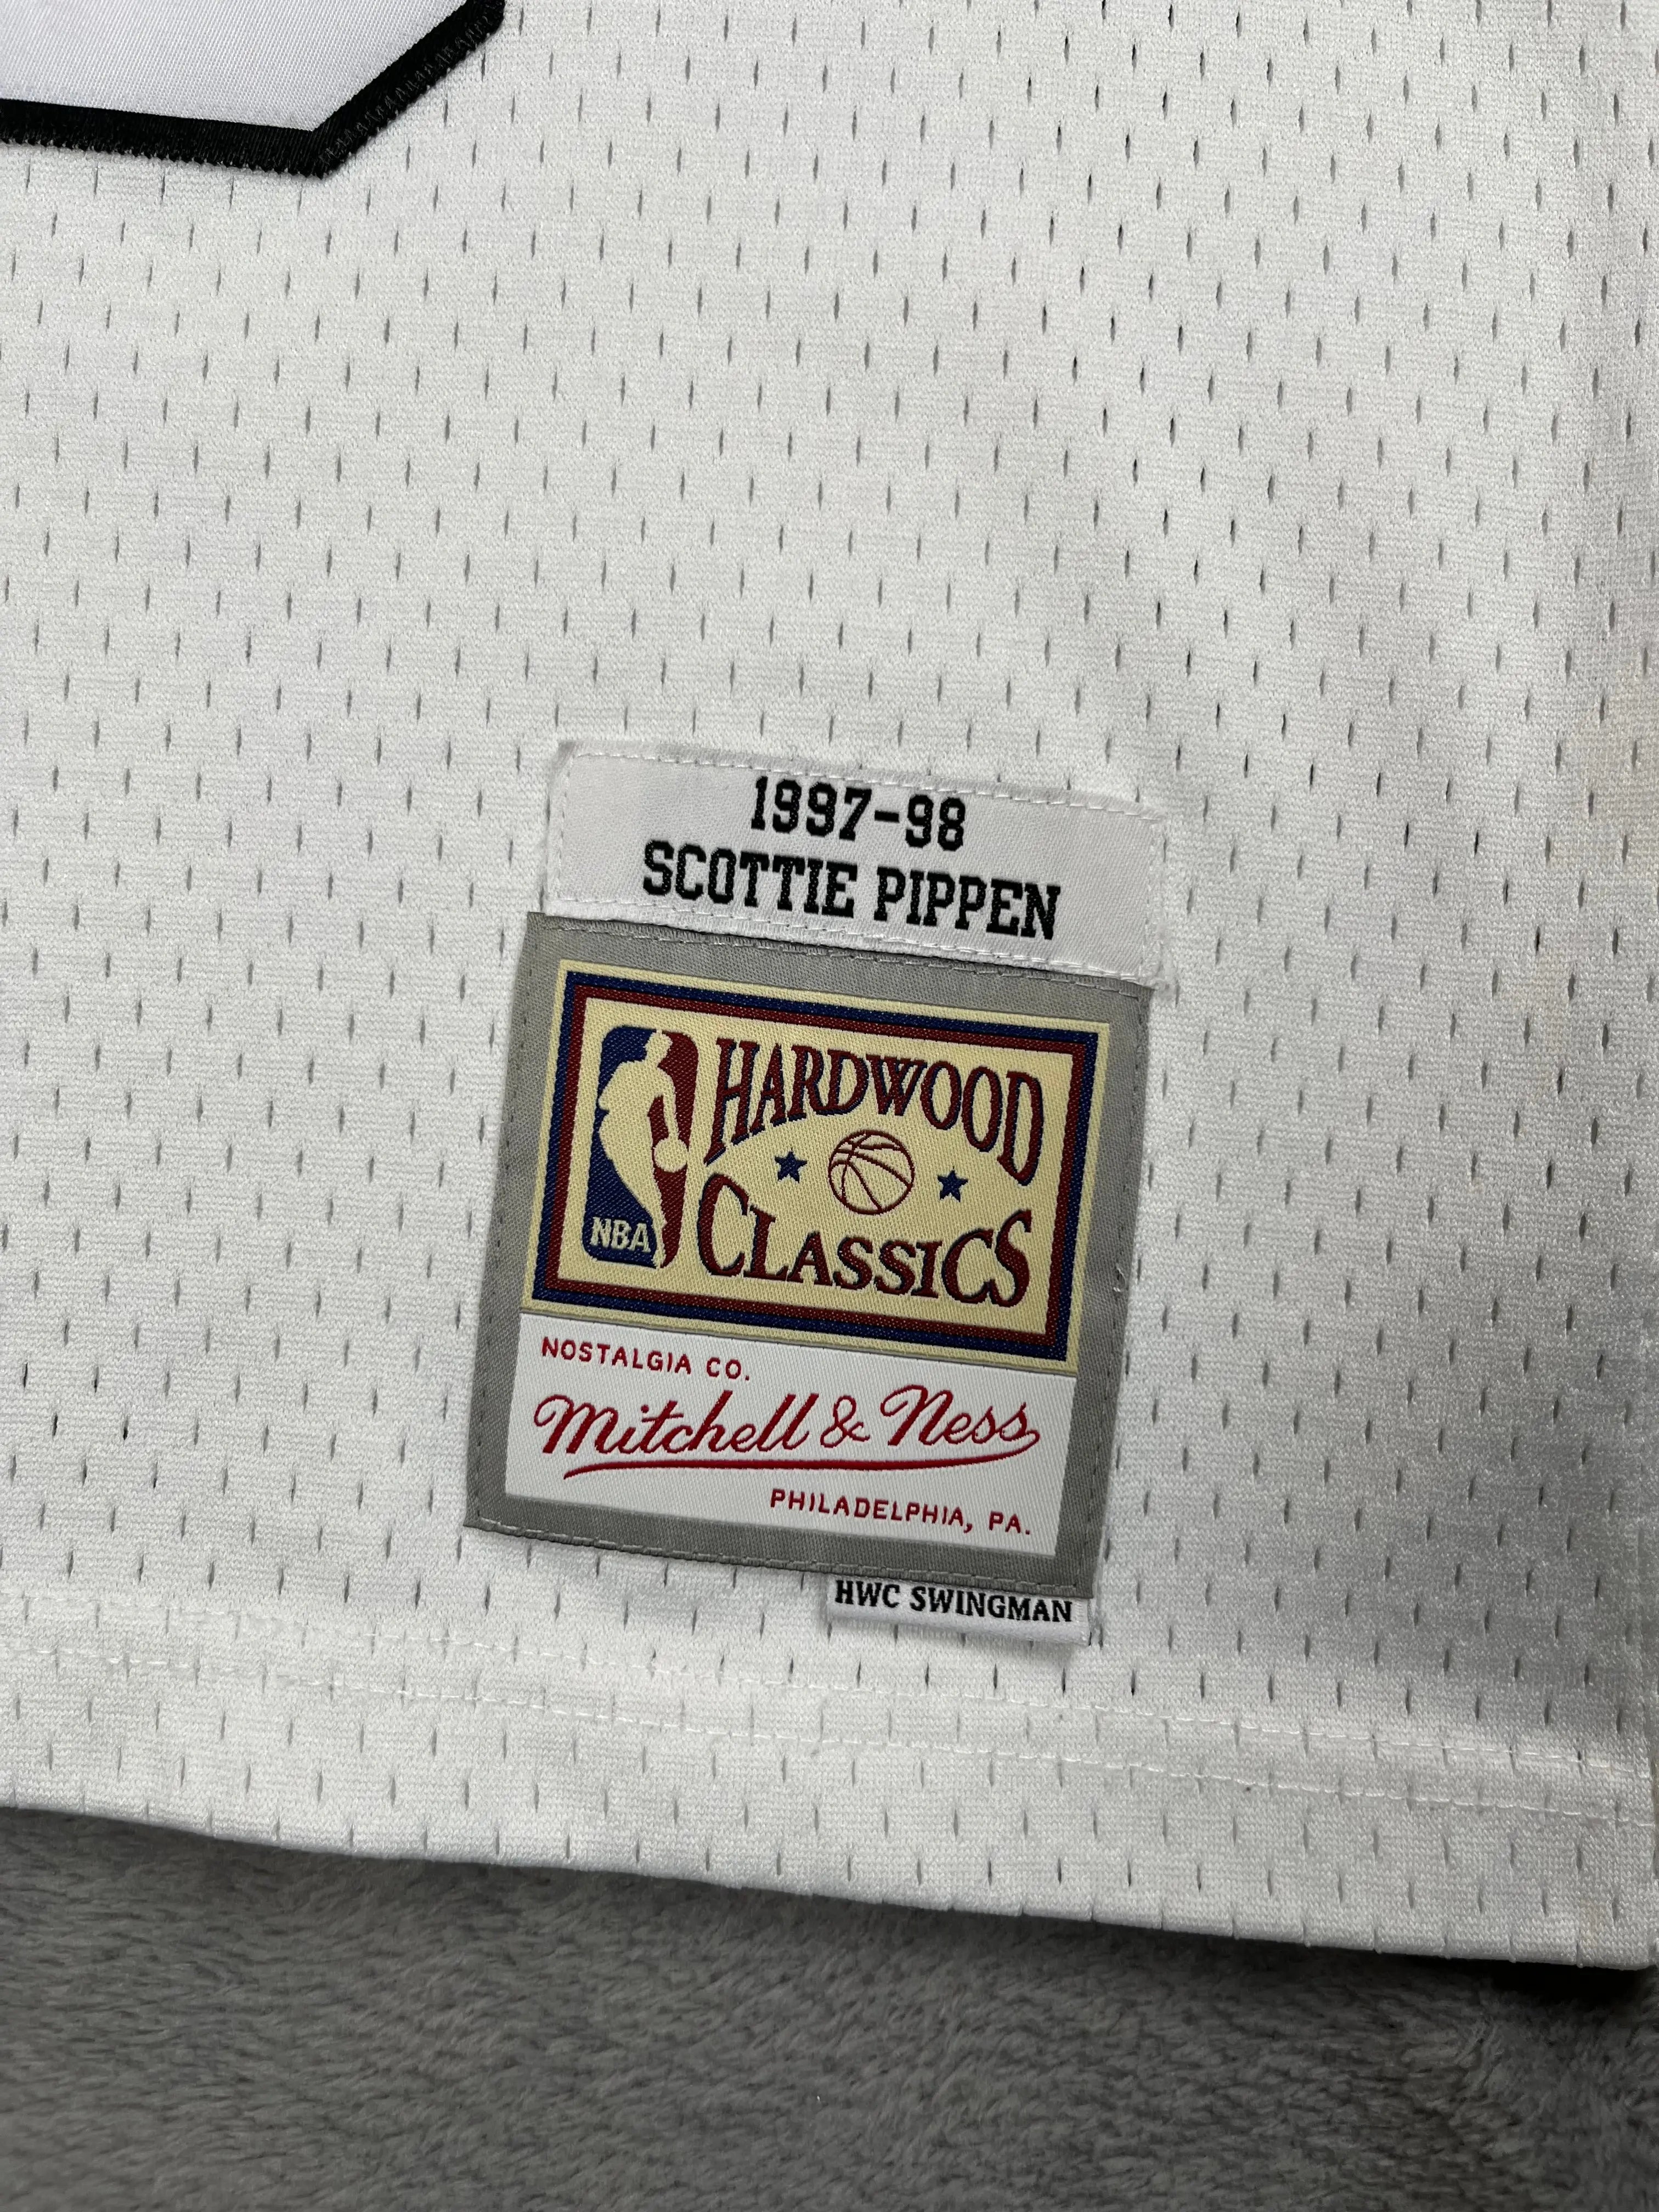 1997-98
SCOTTIE PIPPEN
HARDWOOD
CLASSICS
NBA
NOSTALGIA CO.
Mitchell & Ness
PHILADELPHIA, PA.
HWC SWINGMAN